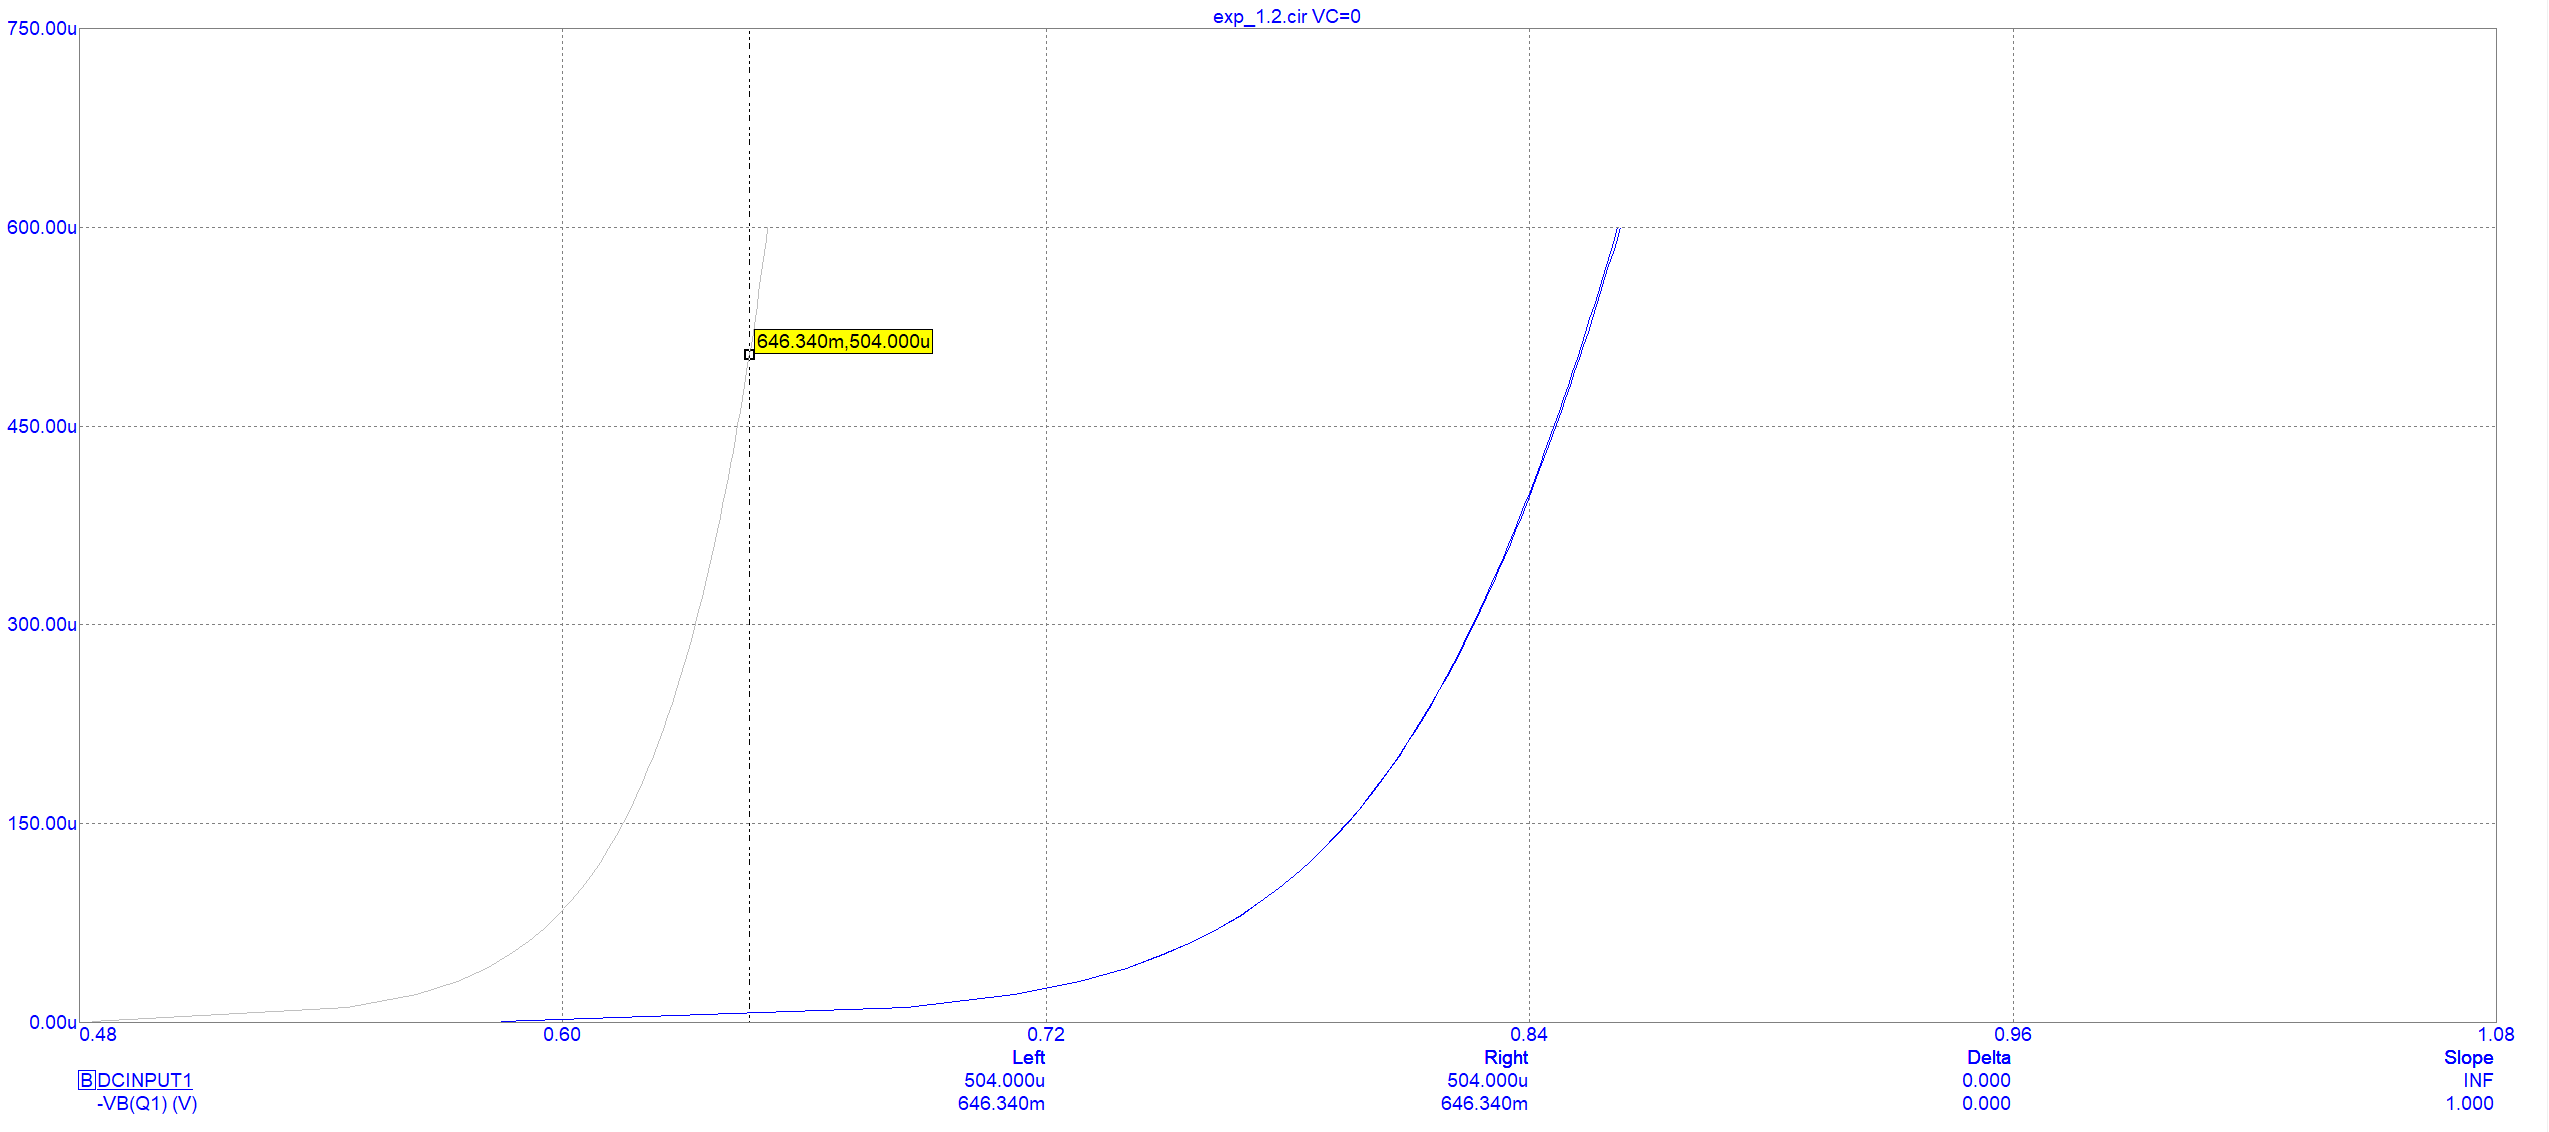 exp_1.2.cir VC=0
750.00u
600.00u
646.340m,504.000u
450.00u
300.00u
150.00u
0.00u
0.48 0.60 0.72 0.84 0.96 1.08
Left Right Delta Slope
B DCINPUT1 504.000u 504.000u 0.000 INF
-VB(Q1) (V) 646.340m 646.340m 0.000 1.000